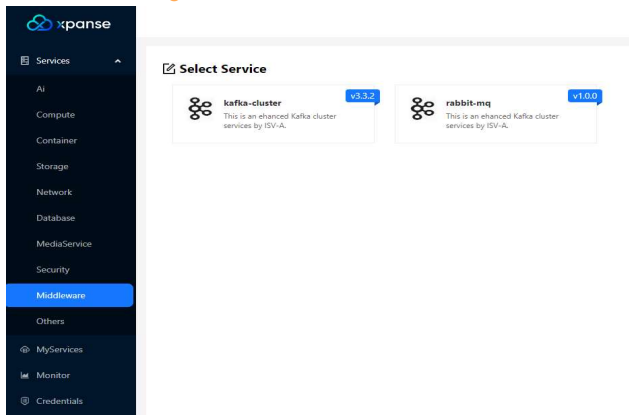 xpanse
Services
Ai
Compute
Container
Storage
Network
Database
MediaService
Security
Middleware
Others
MyServices
Monitor
Credentials
Select Service
kafka-cluster
v3.3.2
This is an ehanced Kafka cluster
services by ISV-A.
rabbit-mq
v1.0.0
This is an ehanced Kafka cluster
services by ISV-A.